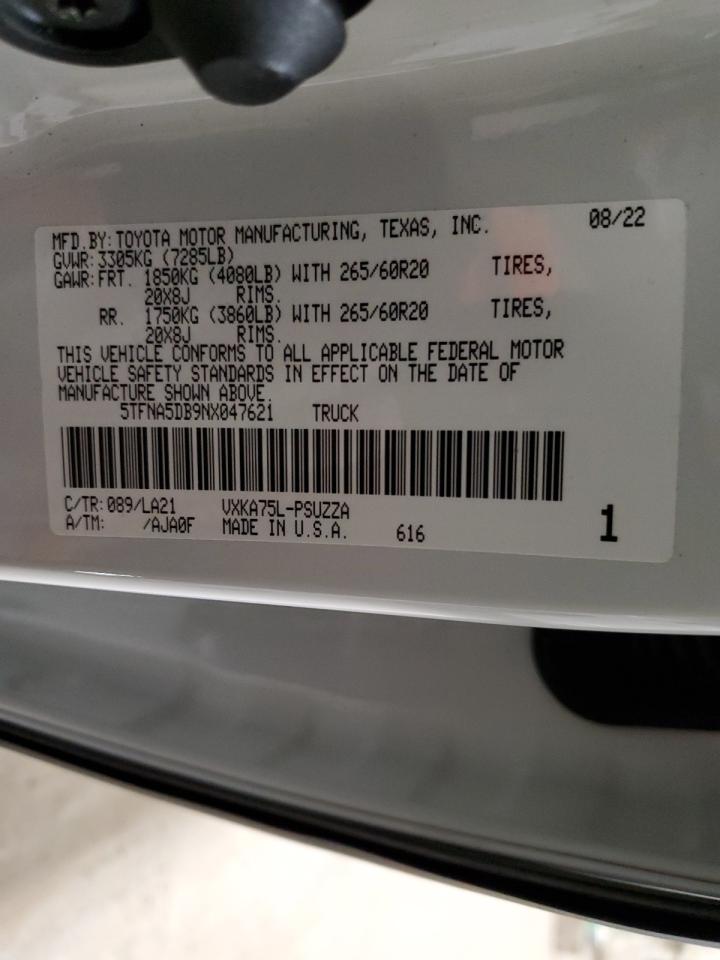 MFD.BY:TOYOTA MOTOR MANUFACTURING, TEXAS, INC. 08/22
GVWR:3305KG (7285LB)
GAWR:FRT. 1850KG (4080LB) WITH 265/60R20 TIRES,
20X8J RIMS.
RR. 1750KG (3860LB) WITH 265/60R20 TIRES,
20X8J RIMS.
THIS VEHICLE CONFORMS TO ALL APPLICABLE FEDERAL MOTOR
VEHICLE SAFETY STANDARDS IN EFFECT ON THE DATE OF
MANUFACTURE SHOWN ABOVE.
5TFNA5DB9NX047621 TRUCK
C/TR:089/LA21 VXKA75L-PSUZZA
A/TM: /AJA0F MADE IN U.S.A. 616 1